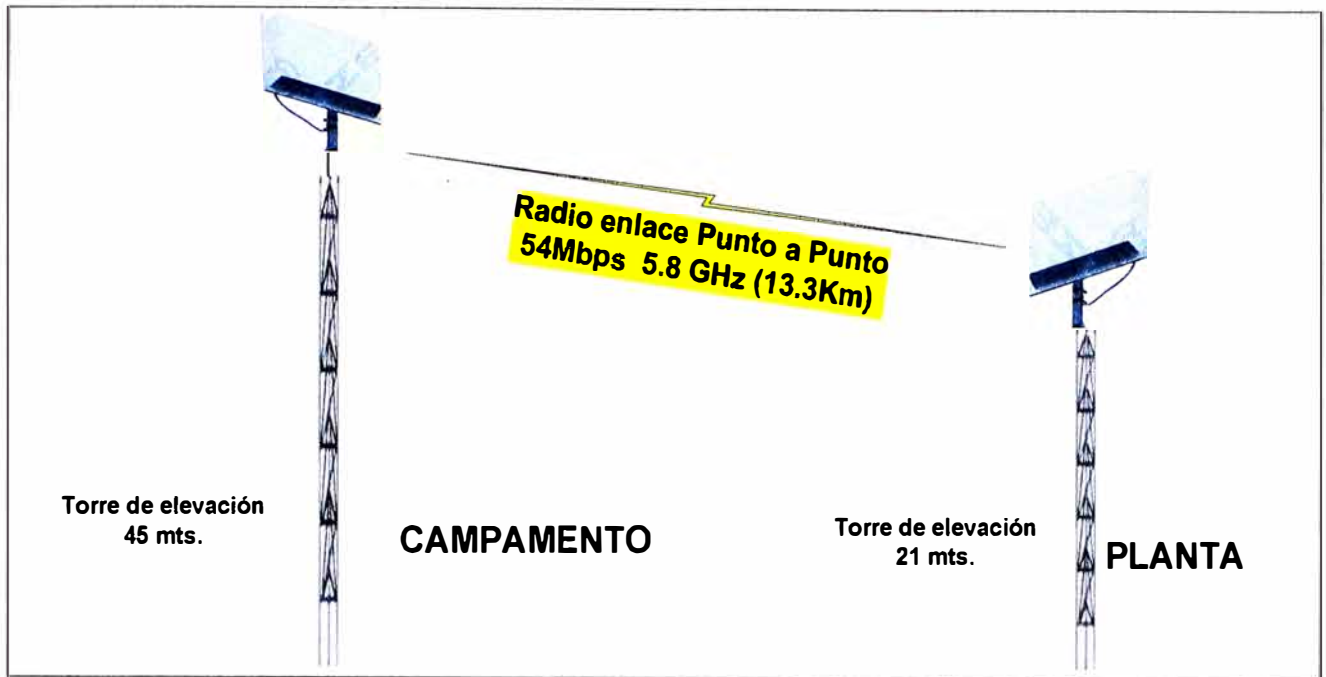 Radio enlace Punto a Punto
54Mbps 5.8 GHz (13.3Km)
Torre de elevación
45 mts.
CAMPAMENTO
Torre de elevación
21 mts.
PLANTA